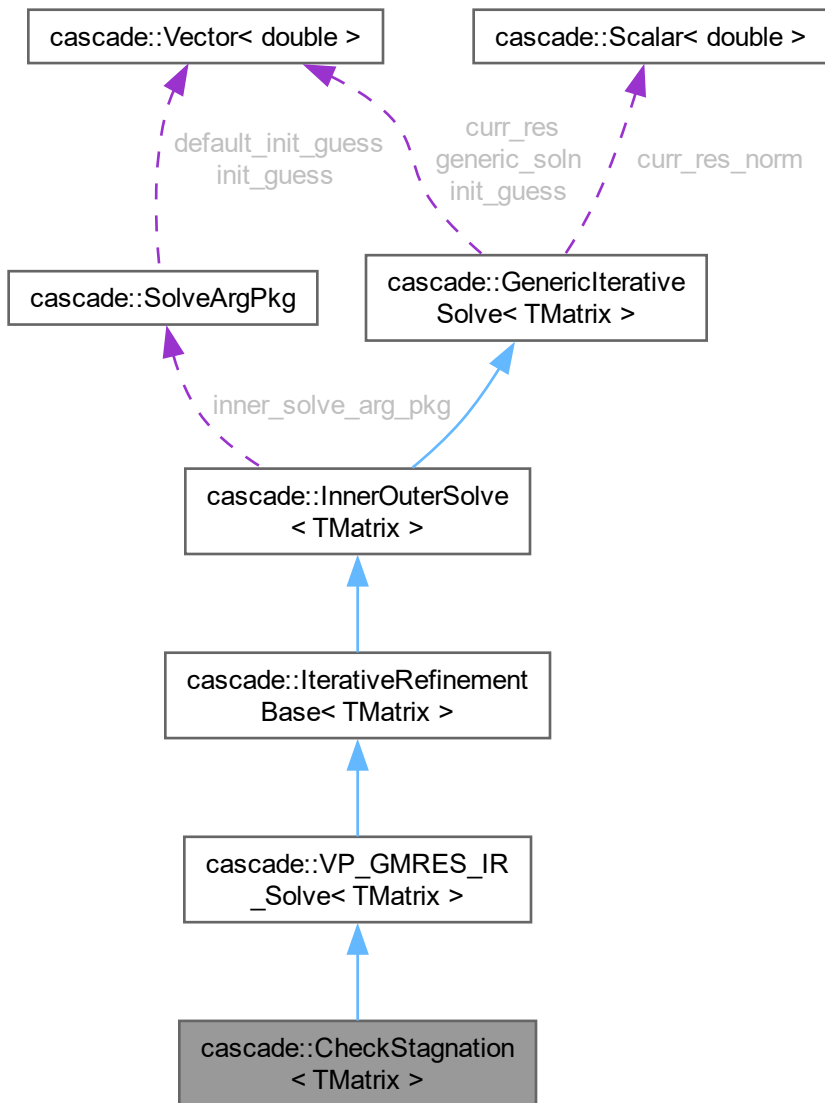 cascade::Vector< double >
cascade::Scalar< double >
default_init_guess
init_guess
curr_res
generic_soln
init_guess
curr_res_norm
cascade::SolveArgPkg
cascade::GenericIterative
Solve< TMatrix >
inner_solve_arg_pkg
cascade::InnerOuterSolve
< TMatrix >
cascade::IterativeRefinement
Base< TMatrix >
cascade::VP_GMRES_IR
_Solve< TMatrix >
cascade::CheckStagnation
< TMatrix >